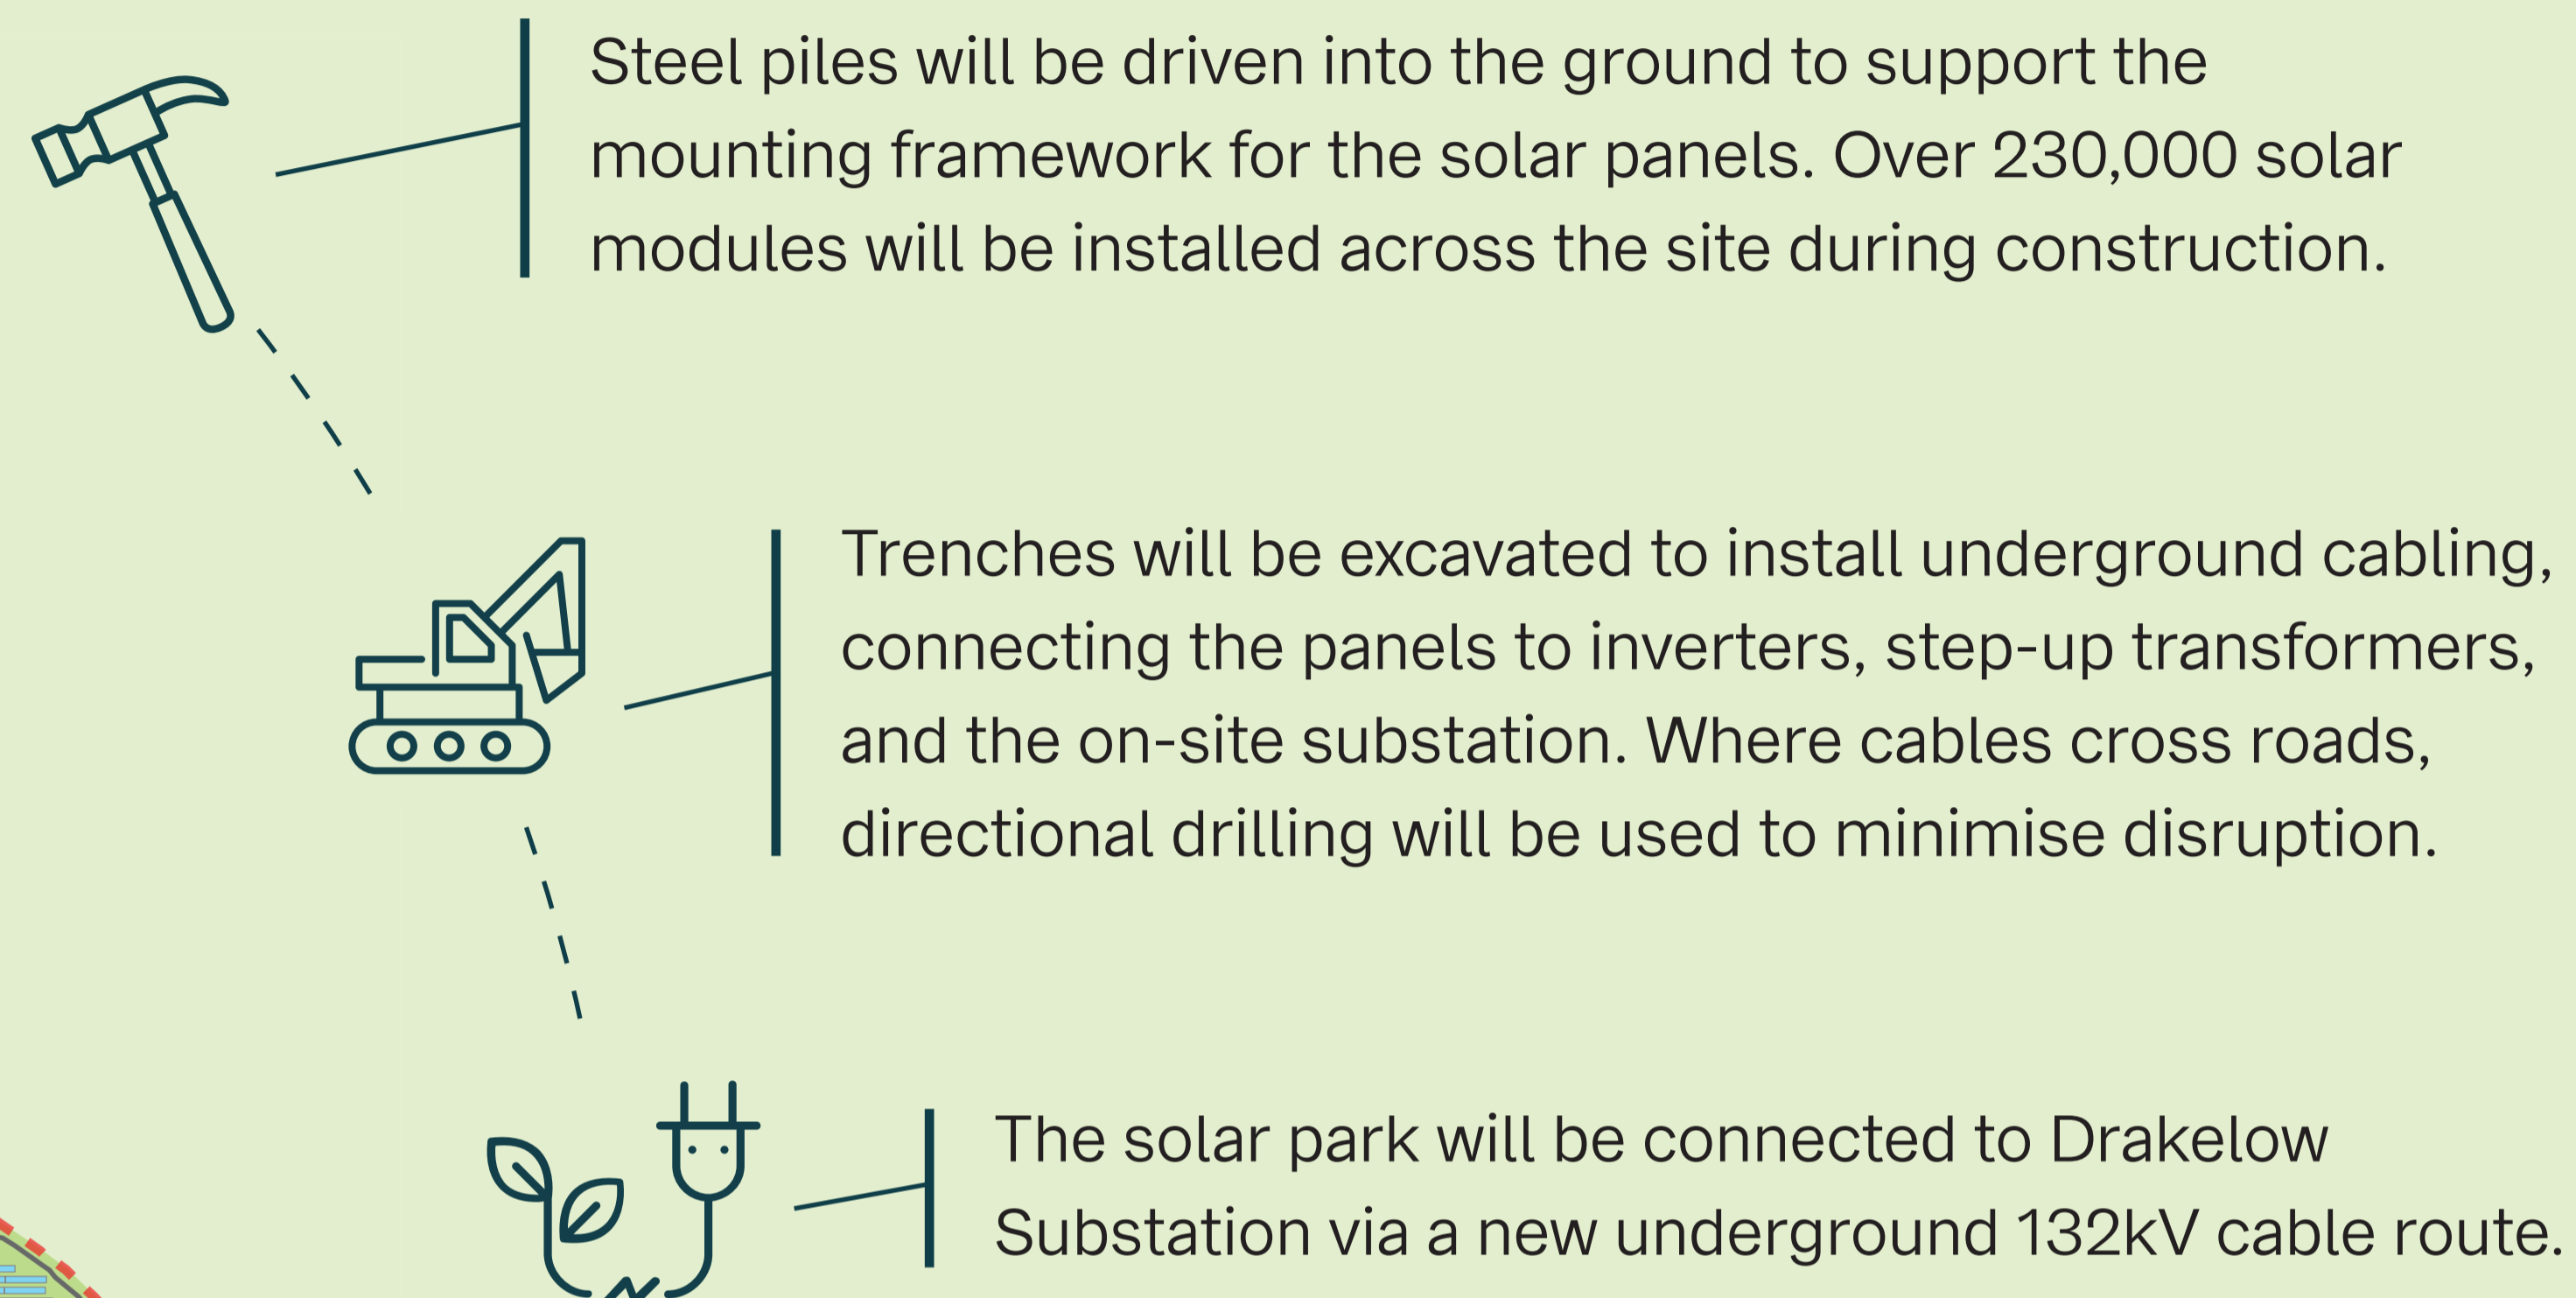 Steel piles will be driven into the ground to support the
mounting framework for the solar panels. Over 230,000 solar
modules will be installed across the site during construction.
Trenches will be excavated to install underground cabling,
connecting the panels to inverters, step-up transformers,
and the on-site substation. Where cables cross roads,
directional drilling will be used to minimise disruption.
The solar park will be connected to Drakelow
Substation via a new underground 132kV cable route.